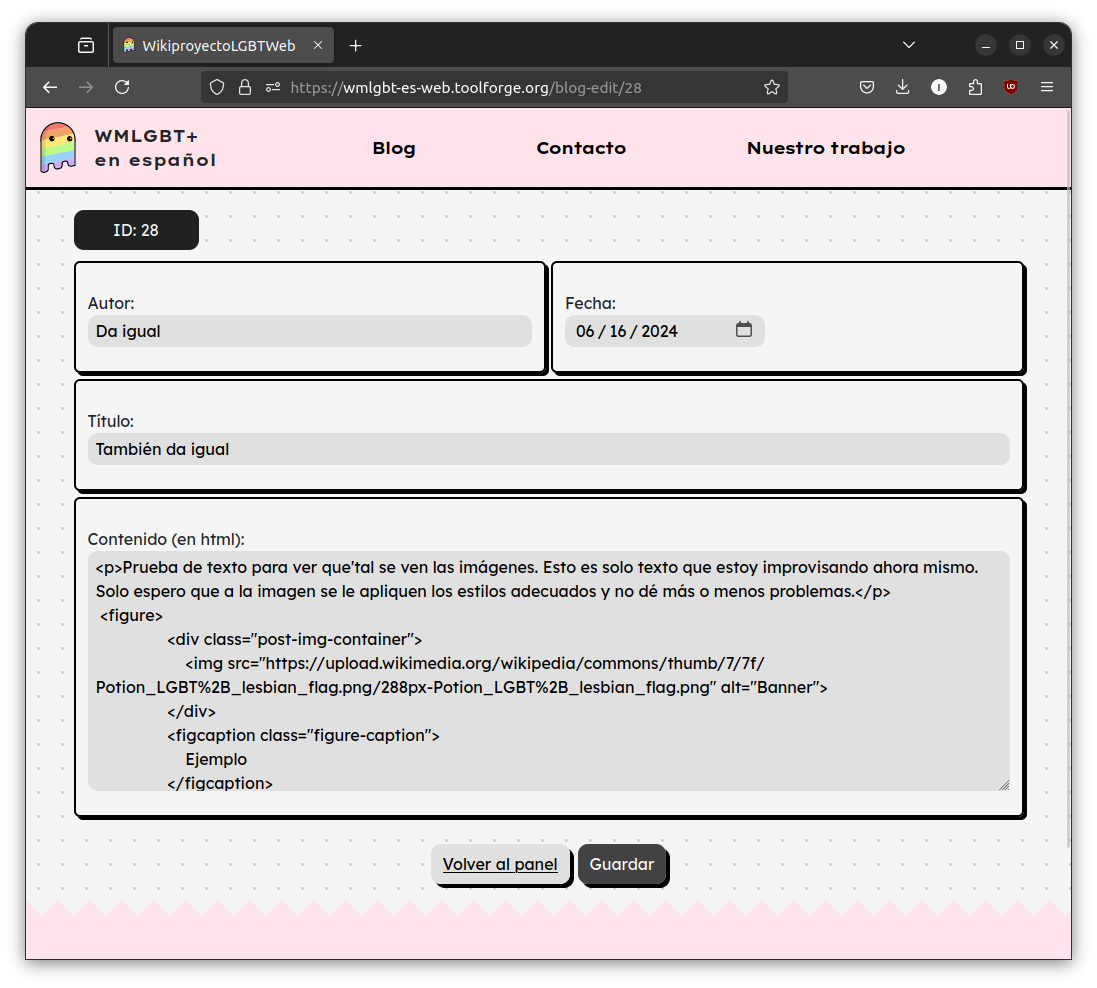 WikiproyectoLGBTWeb
https://wmlgbt-es-web.toolforge.org/blog-edit/28
WMLGBT+
en español
Blog
Contacto
Nuestro trabajo
ID: 28
Autor:
Da igual
Fecha:
06 / 16 / 2024
Título:
También da igual
Contenido (en html):
<p>Prueba de texto para ver que'tal se ven las imágenes. Esto es solo texto que estoy improvisando ahora mismo.
Solo espero que a la imagen se le apliquen los estilos adecuados y no dé más o menos problemas.</p>
<figure>
<div class="post-img-container">
<img src="https://upload.wikimedia.org/wikipedia/commons/thumb/7/7f/
Potion_LGBT%2B_lesbian_flag.png/288px-Potion_LGBT%2B_lesbian_flag.png" alt="Banner">
</div>
<figcaption class="figure-caption">
Ejemplo
</figcaption>
Volver al panel
Guardar